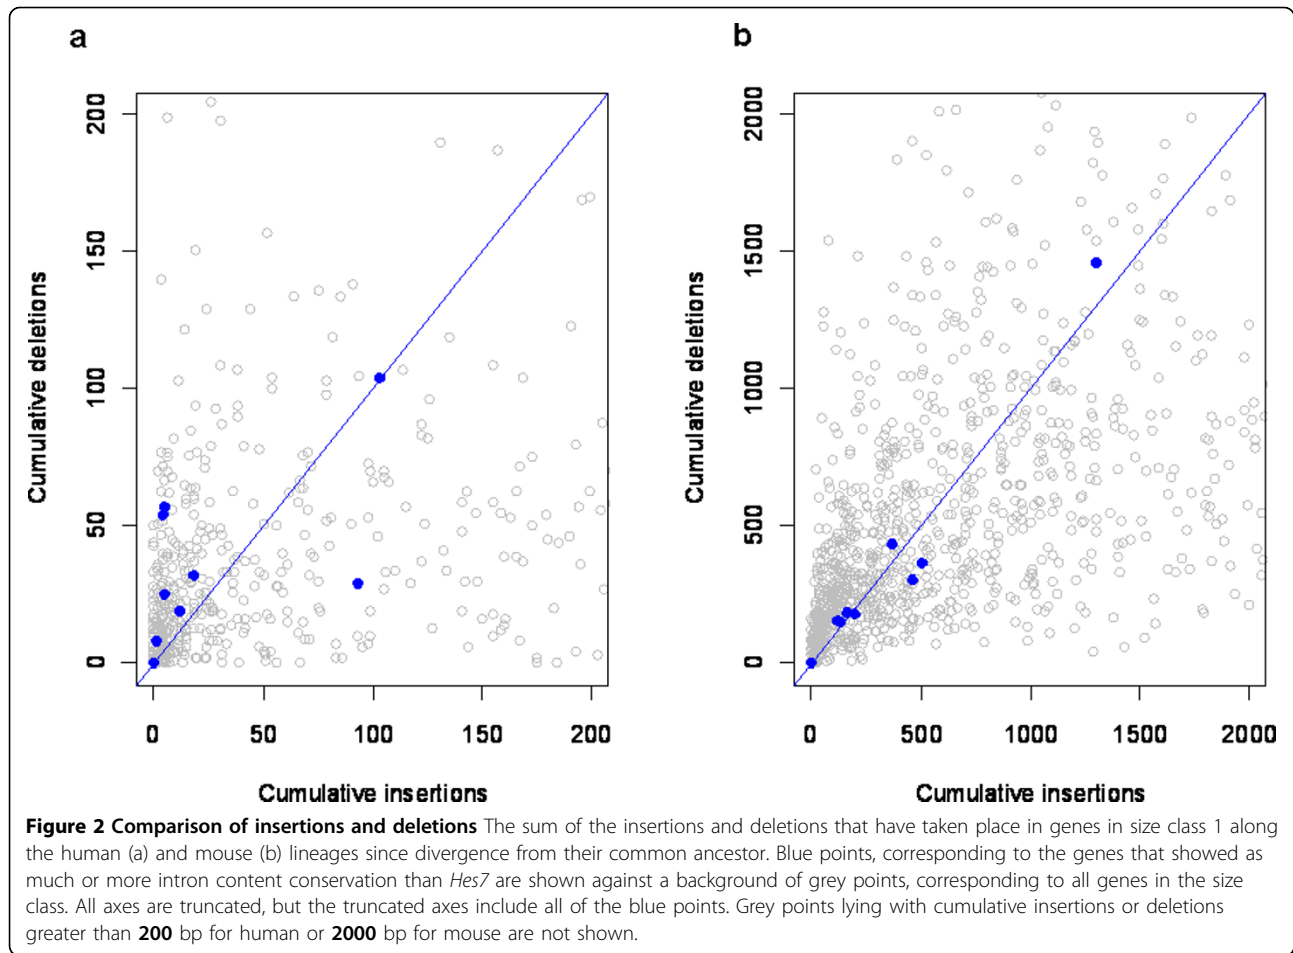 a
b
Cumulative deletions
0
50
100
150
200
0
50
100
150
200
Cumulative insertions
Cumulative deletions
0
500
1000
1500
2000
0
500
1000
1500
2000
Cumulative insertions
Figure 2 Comparison of insertions and deletions The sum of the insertions and deletions that have taken place in genes in size class 1 along
the human (a) and mouse (b) lineages since divergence from their common ancestor. Blue points, corresponding to the genes that showed as
much or more intron content conservation than Hes7 are shown against a background of grey points, corresponding to all genes in the size
class. All axes are truncated, but the truncated axes include all of the blue points. Grey points lying with cumulative insertions or deletions
greater than 200 bp for human or 2000 bp for mouse are not shown.